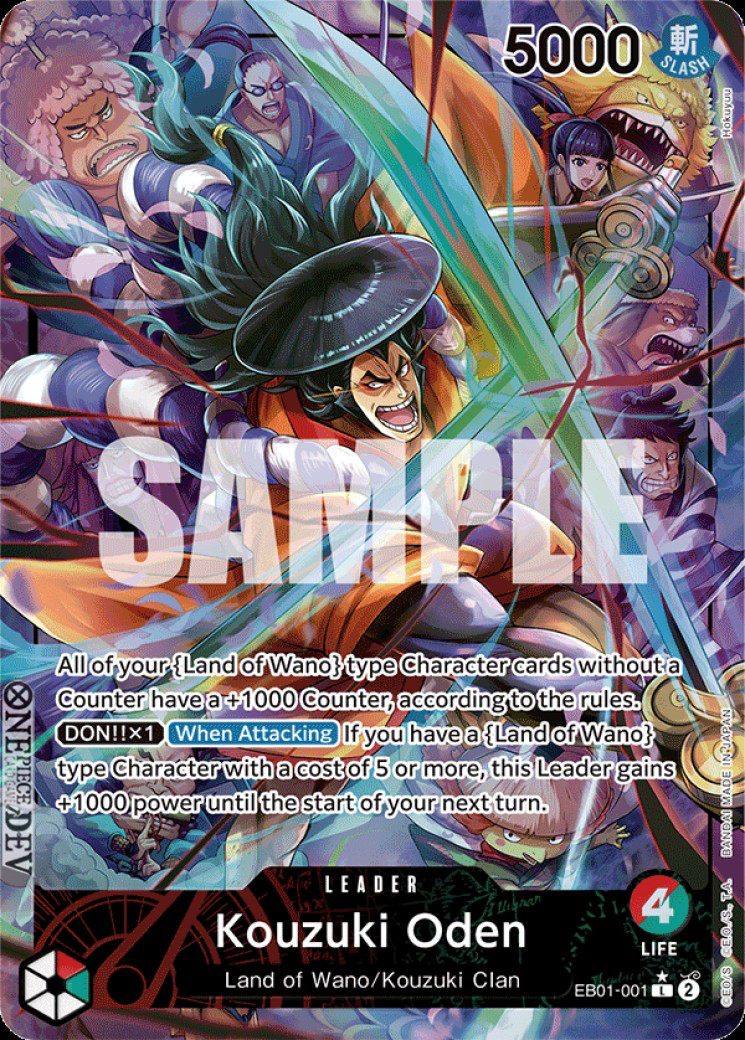 5000
斬
SLASH
Hokuyuu
SAMPLE
All of your {Land of Wano} type Character cards without a
Counter have a +1000 Counter, according to the rules.
DON!!×1 When Attacking If you have a {Land of Wano}
type Character with a cost of 5 or more, this Leader gains
+1000 power until the start of your next turn.
ONE PIECE
DEV
BANDAI MADE IN JAPAN
©E.O./S., T.A.
©EO/S
LEADER
4
LIFE
Kouzuki Oden
Land of Wano/Kouzuki Clan
EB01-001 L 2